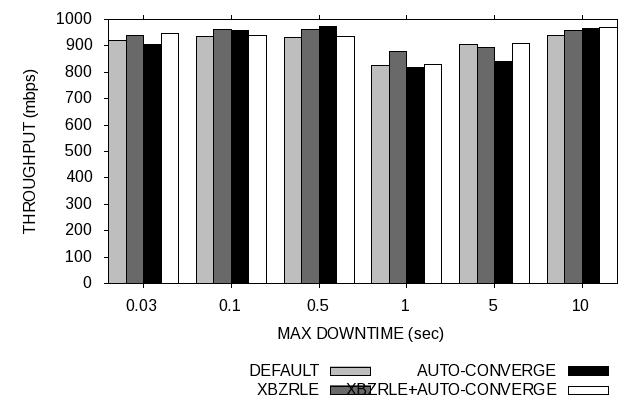 1000
900
800
700
600
500
400
300
200
100
0
THROUGHPUT (mbps)
0.03 0.1 0.5 1 5 10
MAX DOWNTIME (sec)
DEFAULT AUTO-CONVERGE
XBZRLE XBZRLE+AUTO-CONVERGE